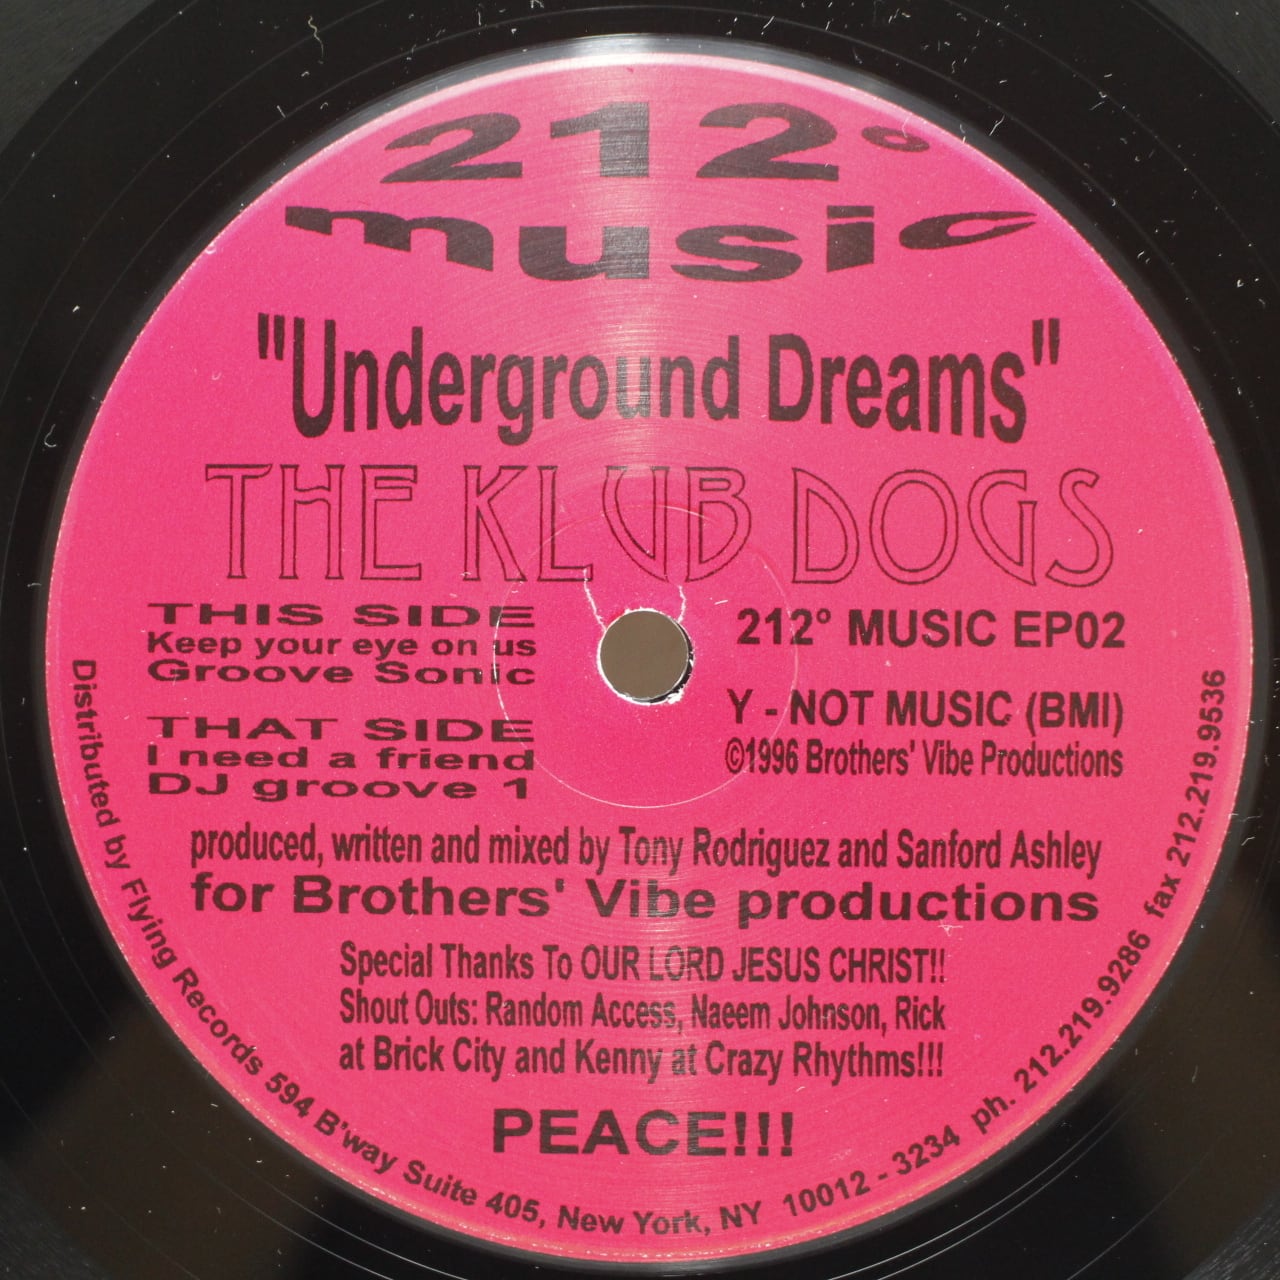 212°
music
"Underground Dreams"
THE KLUB DOGS
THIS SIDE
Keep your eye on us
Groove Sonic
THAT SIDE
I need a friend
DJ groove 1
212° MUSIC EP02
Y - NOT MUSIC (BMI)
©1996 Brothers' Vibe Productions
produced, written and mixed by Tony Rodriguez and Sanford Ashley
for Brothers' Vibe productions
Special Thanks To OUR LORD JESUS CHRIST!!
Shout Outs: Random Access, Naeem Johnson, Rick
at Brick City and Kenny at Crazy Rhythms!!!
PEACE!!!
Distributed by Flying Records 594 B'way Suite 405, New York, NY 10012 - 3234 ph. 212.219.9286 fax 212.219.9536